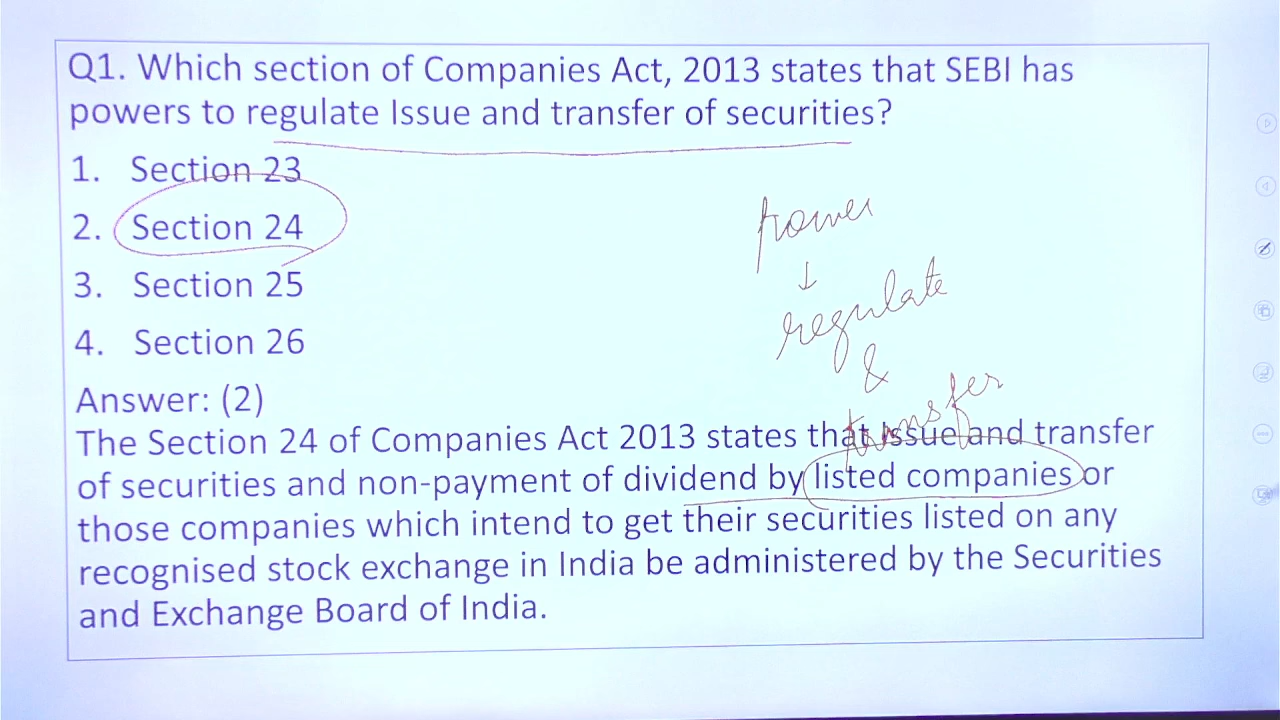 Q1. Which section of Companies Act, 2013 states that SEBI has
powers to regulate Issue and transfer of securities?
1. Section 23
2. Section 24
3. Section 25
4. Section 26
power
↓
regulate
&
transfer
Answer: (2)
The Section 24 of Companies Act 2013 states that issue and transfer
of securities and non-payment of dividend by listed companies or
those companies which intend to get their securities listed on any
recognised stock exchange in India be administered by the Securities
and Exchange Board of India.